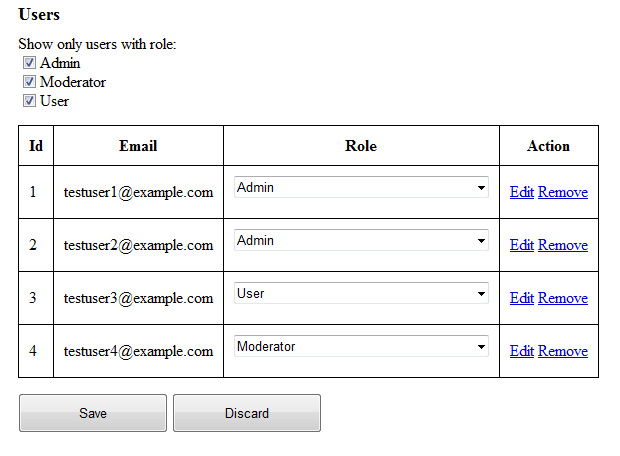 Users
Show only users with role:
Admin
Moderator
User
Id Email Role Action
1 testuser1@example.com Admin Edit Remove
2 testuser2@example.com Admin Edit Remove
3 testuser3@example.com User Edit Remove
4 testuser4@example.com Moderator Edit Remove
Save Discard